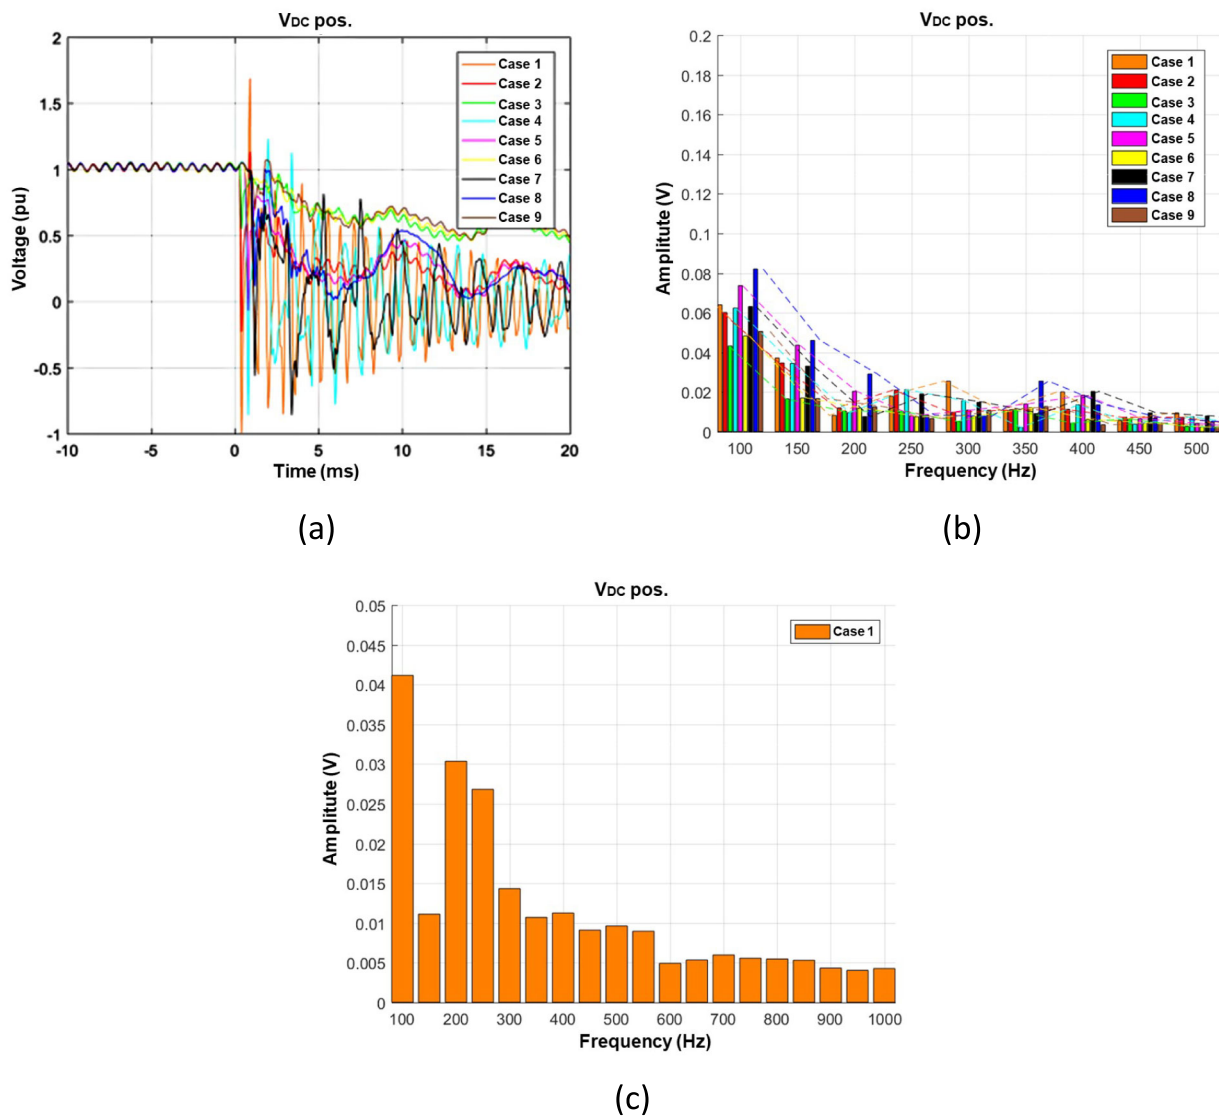 VDC pos.
2
1.5
1
0.5
0
-0.5
-1
-10
-5
0
5
10
15
20
Voltage (pu)
Time (ms)
Case 1
Case 2
Case 3
Case 4
Case 5
Case 6
Case 7
Case 8
Case 9
(a)
VDC pos.
0.2
0.18
0.16
0.14
0.12
0.1
0.08
0.06
0.04
0.02
0
100
150
200
250
300
350
400
450
500
Amplitute (V)
Frequency (Hz)
Case 1
Case 2
Case 3
Case 4
Case 5
Case 6
Case 7
Case 8
Case 9
(b)
VDC pos.
0.05
0.045
0.04
0.035
0.03
0.025
0.02
0.015
0.01
0.005
0
100
200
300
400
500
600
700
800
900
1000
Amplitute (V)
Frequency (Hz)
Case 1
(c)